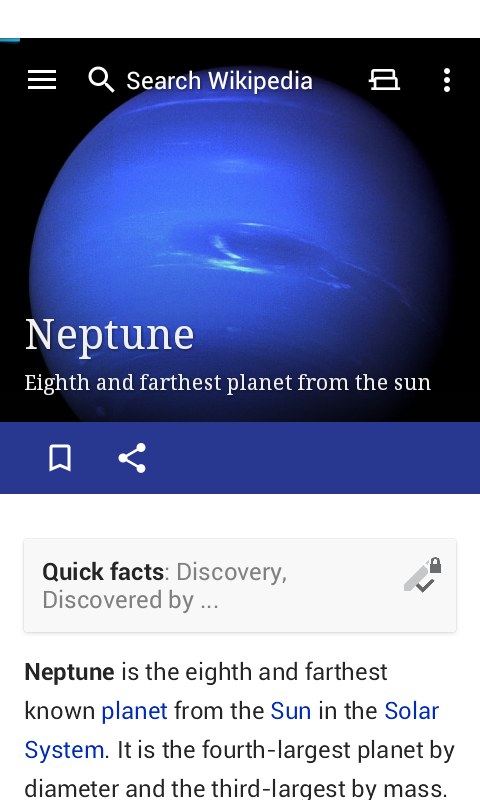 Search Wikipedia
Neptune
Eighth and farthest planet from the sun
Quick facts: Discovery,
Discovered by ...
Neptune is the eighth and farthest
known planet from the Sun in the Solar
System. It is the fourth-largest planet by
diameter and the third-largest by mass.